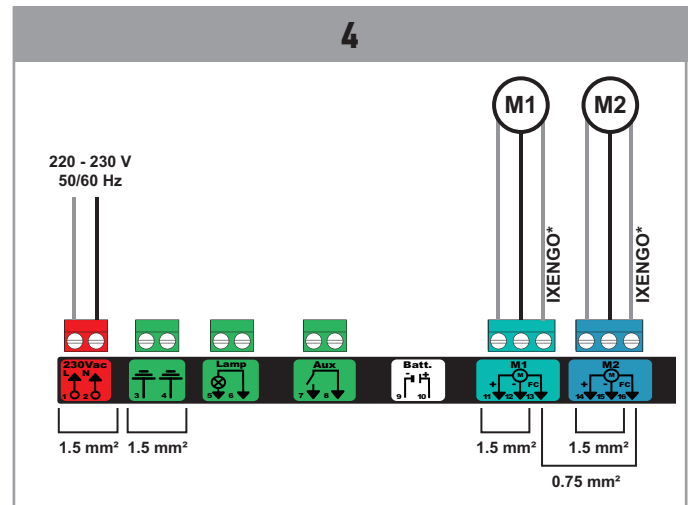 4
M1 M2
220 - 230 V
50/60 Hz
IXENGO* IXENGO*
230Vac Lamp Aux Batt. M1 M2
L N - + M M
+ - FC + - FC
1 2 3 4 5 6 7 8 9 10 11 12 13 14 15 16
1.5 mm² 1.5 mm² 1.5 mm² 1.5 mm²
0.75 mm²